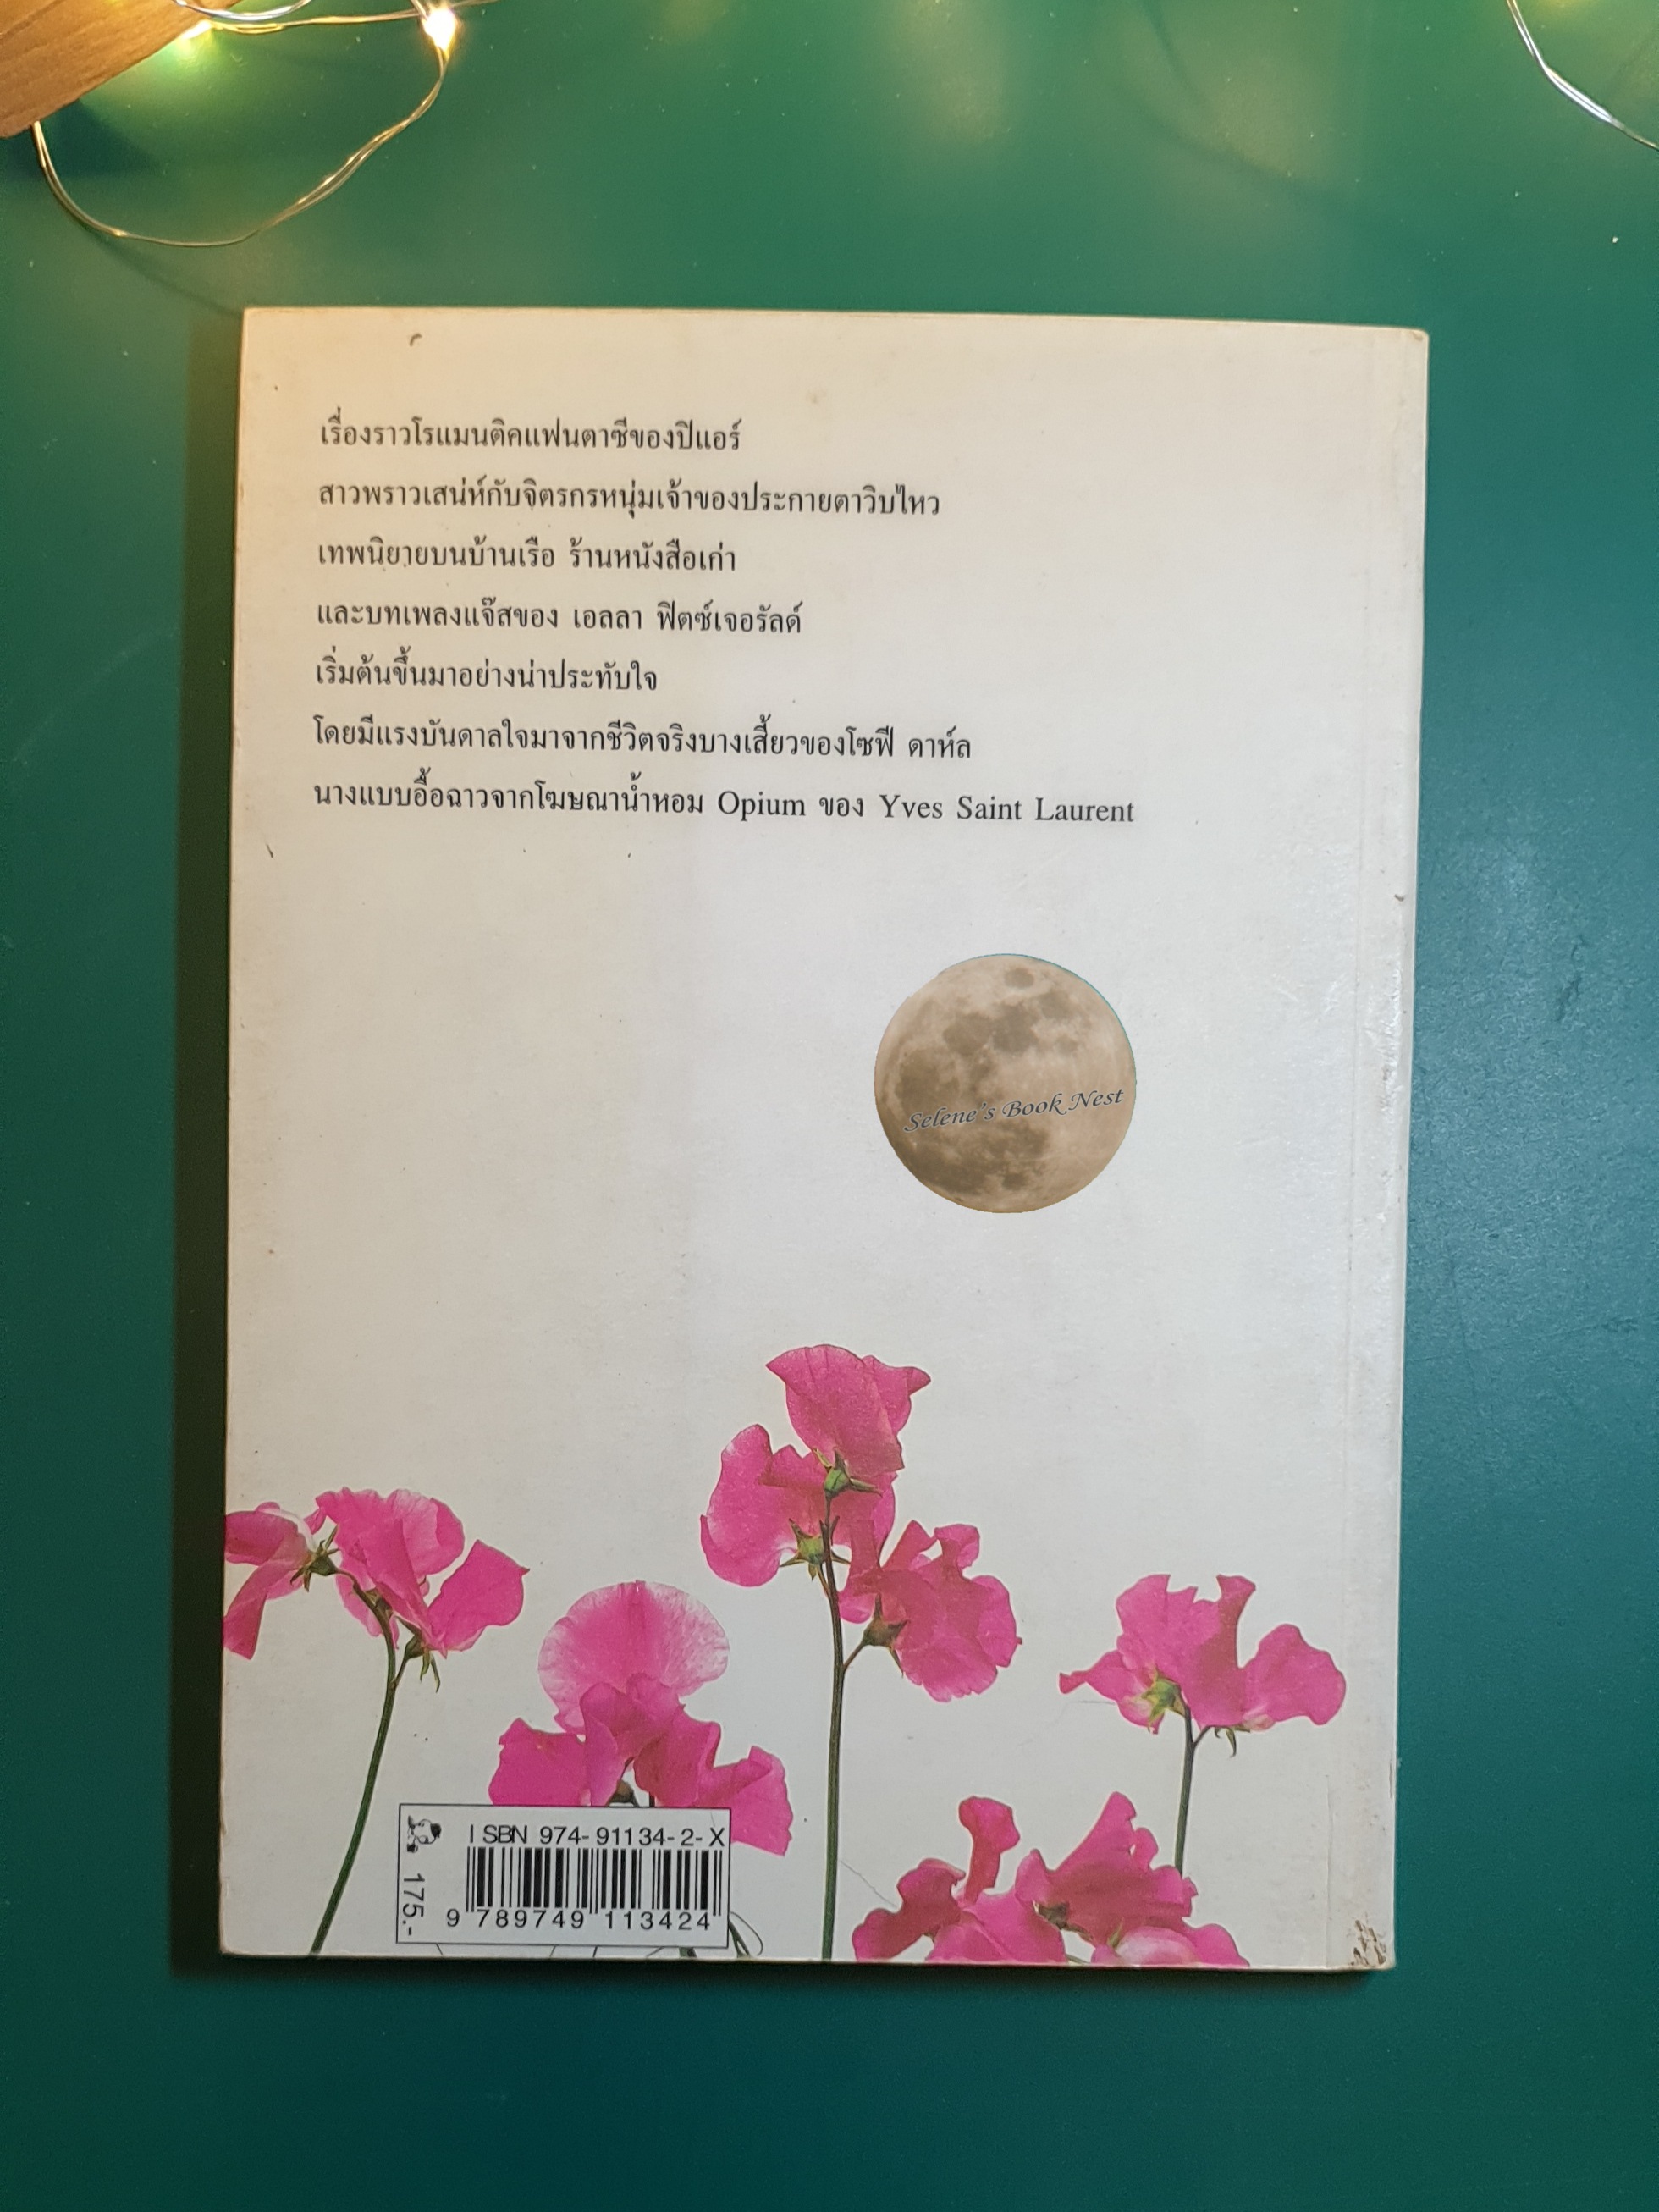 เรื่องราวโรแมนติคแฟนตาซีของปิแอร์
สาวพราวเสน่ห์กับจิตรกรหนุ่มเจ้าของประกายตาวิบไหว
เทพนิยายบนบ้านเรือ ร้านหนังสือเก่า
และบทเพลงแจ๊สของ เอลลา ฟิตซ์เจอรัลด์
เริ่มต้นขึ้นมาอย่างน่าประทับใจ
โดยมีแรงบันดาลใจมาจากชีวิตจริงบางเสี้ยวของโซฟี ดาห์ล
นางแบบอื้อฉาวจากโฆษณาน้ำหอม Opium ของ Yves Saint Laurent
Selene's Book Nest
ISBN 974-91134-2-X
9 789749 113424
175.-